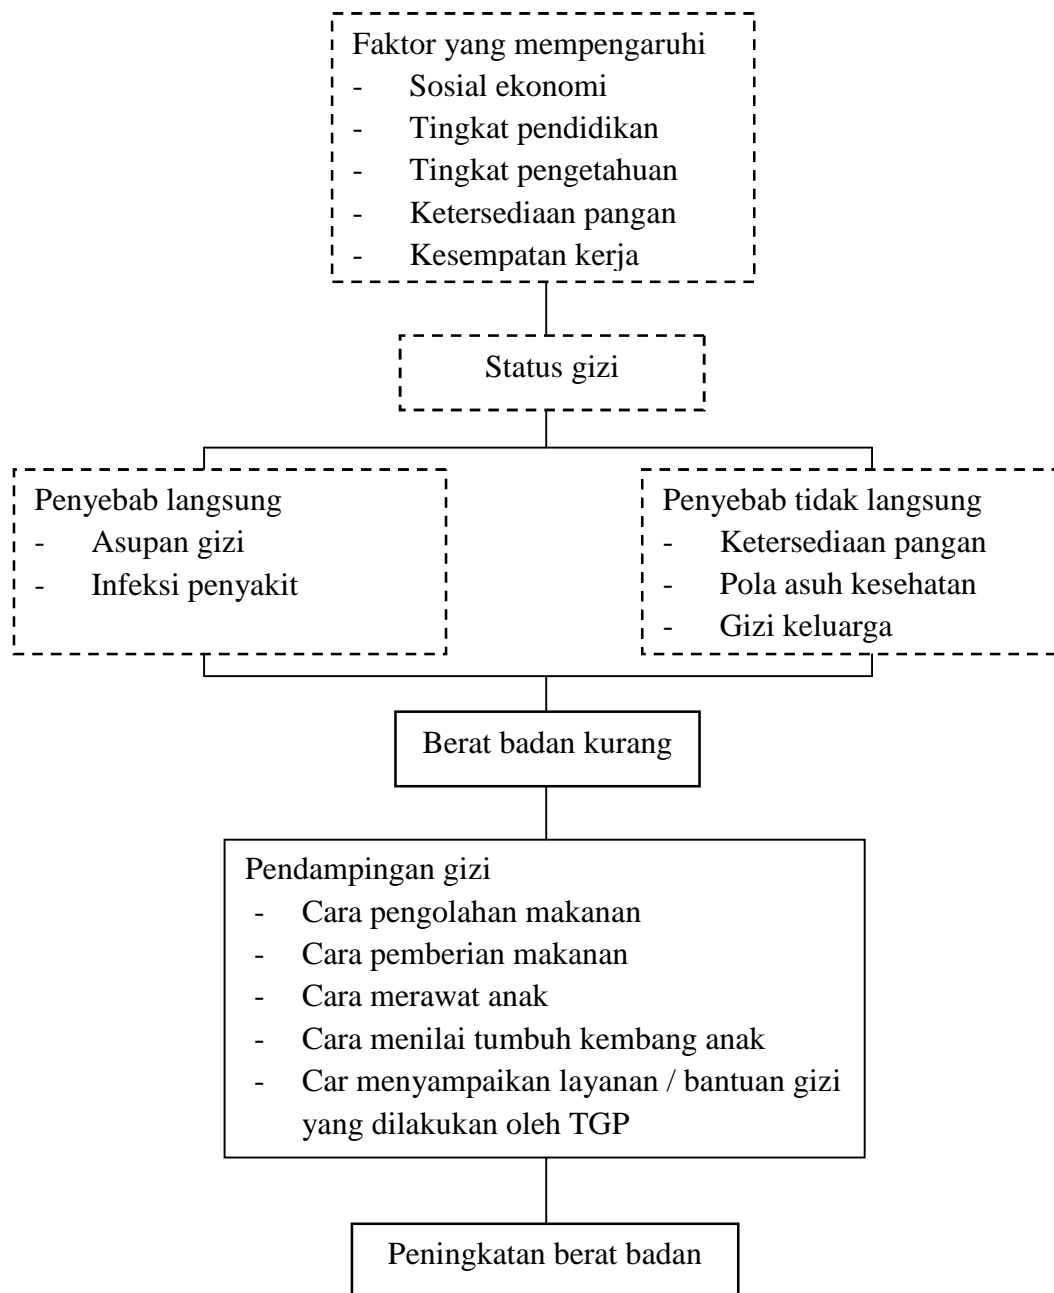 Faktor yang mempengaruhi
- Sosial ekonomi
- Tingkat pendidikan
- Tingkat pengetahuan
- Ketersediaan pangan
- Kesempatan kerja
Status gizi
Penyebab langsung
- Asupan gizi
- Infeksi penyakit
Penyebab tidak langsung
- Ketersediaan pangan
- Pola asuh kesehatan
- Gizi keluarga
Berat badan kurang
Pendampingan gizi
- Cara pengolahan makanan
- Cara pemberian makanan
- Cara merawat anak
- Cara menilai tumbuh kembang anak
- Car menyampaikan layanan / bantuan gizi
yang dilakukan oleh TGP
Peningkatan berat badan